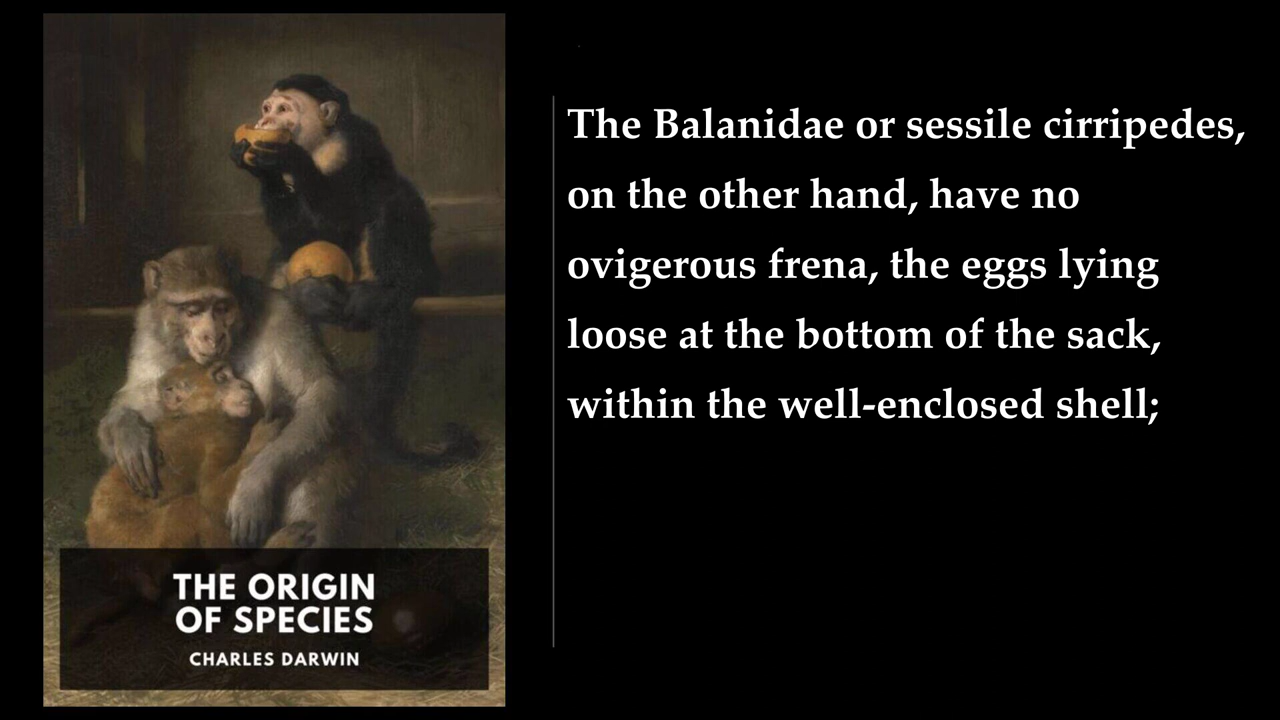 The Balanidae or sessile cirripedes,
on the other hand, have no
ovigerous frena, the eggs lying
loose at the bottom of the sack,
within the well-enclosed shell;
THE ORIGIN
OF SPECIES
CHARLES DARWIN